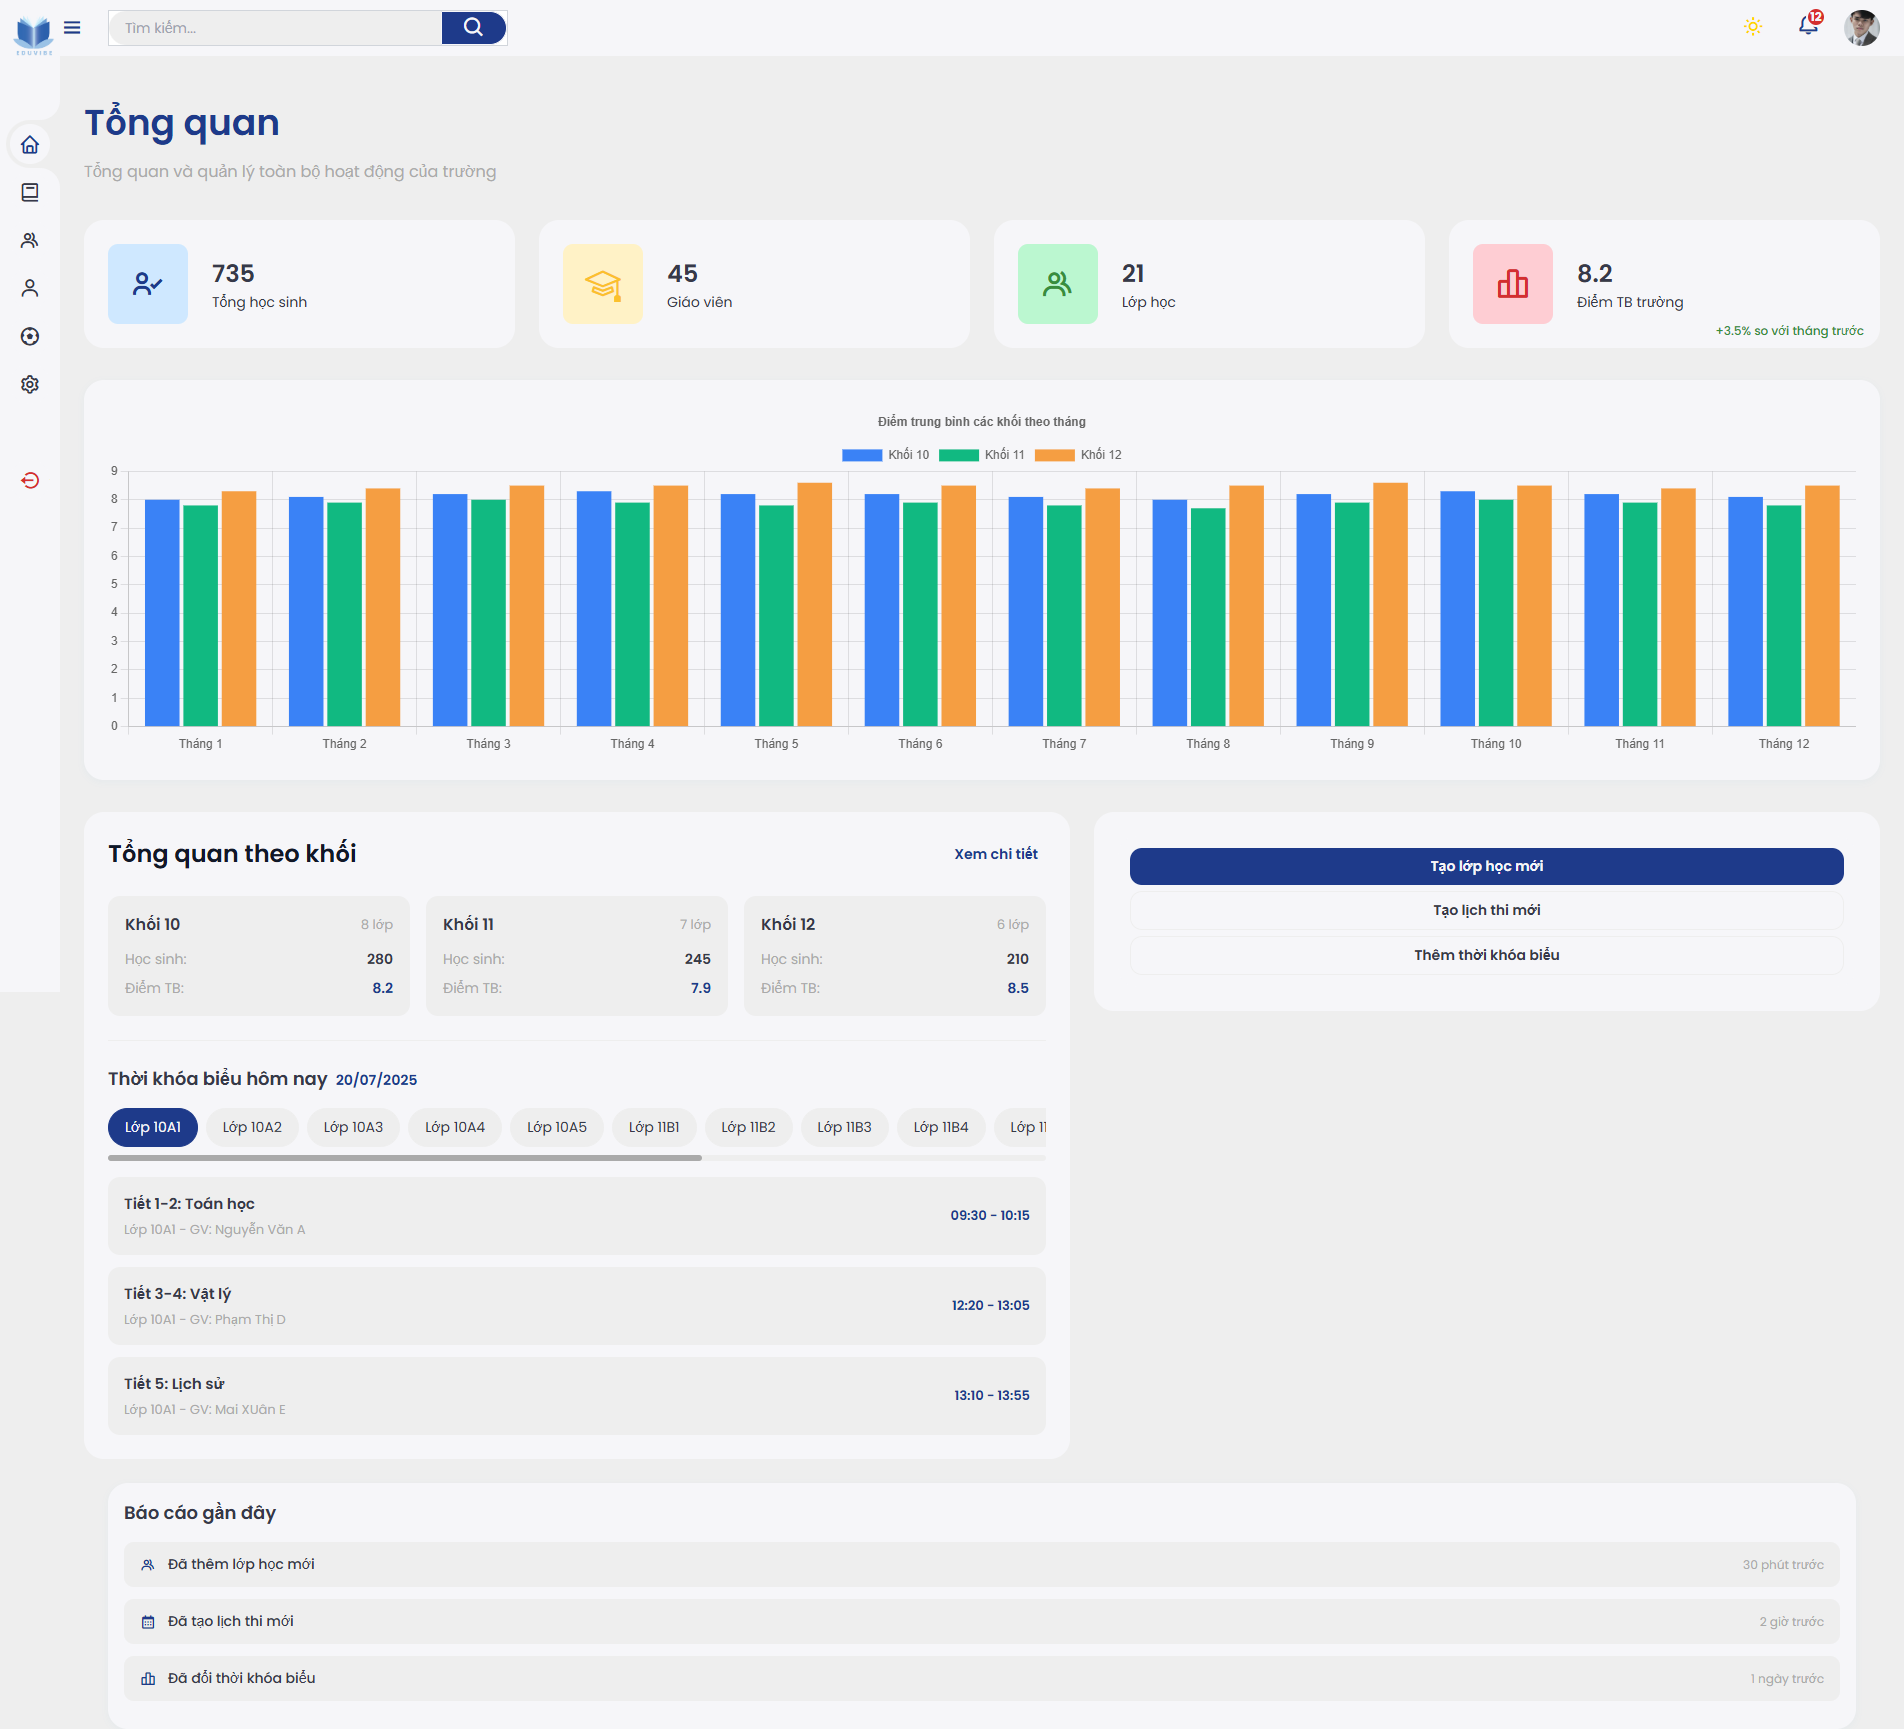 EDUVIBE
Tìm kiếm...
12
Tổng quan
Tổng quan và quản lý toàn bộ hoạt động của trường
735
Tổng học sinh
45
Giáo viên
21
Lớp học
8.2
Điểm TB trường
+3.5% so với tháng trước
Điểm trung bình các khối theo tháng
Khối 10 Khối 11 Khối 12
9
8
7
6
5
4
3
2
1
0
Tháng 1 Tháng 2 Tháng 3 Tháng 4 Tháng 5 Tháng 6 Tháng 7 Tháng 8 Tháng 9 Tháng 10 Tháng 11 Tháng 12
Tổng quan theo khối
Xem chi tiết
Khối 10 8 lớp
Học sinh: 280
Điểm TB: 8.2
Khối 11 7 lớp
Học sinh: 245
Điểm TB: 7.9
Khối 12 6 lớp
Học sinh: 210
Điểm TB: 8.5
Tạo lớp học mới
Tạo lịch thi mới
Thêm thời khóa biểu
Thời khóa biểu hôm nay 20/07/2025
Lớp 10A1 Lớp 10A2 Lớp 10A3 Lớp 10A4 Lớp 10A5 Lớp 11B1 Lớp 11B2 Lớp 11B3 Lớp 11B4 Lớp 11
Tiết 1-2: Toán học
Lớp 10A1 - GV: Nguyễn Văn A
09:30 - 10:15
Tiết 3-4: Vật lý
Lớp 10A1 - GV: Phạm Thị D
12:20 - 13:05
Tiết 5: Lịch sử
Lớp 10A1 - GV: Mai XUân E
13:10 - 13:55
Báo cáo gần đây
Đã thêm lớp học mới 30 phút trước
Đã tạo lịch thi mới 2 giờ trước
Đã đổi thời khóa biểu 1 ngày trước